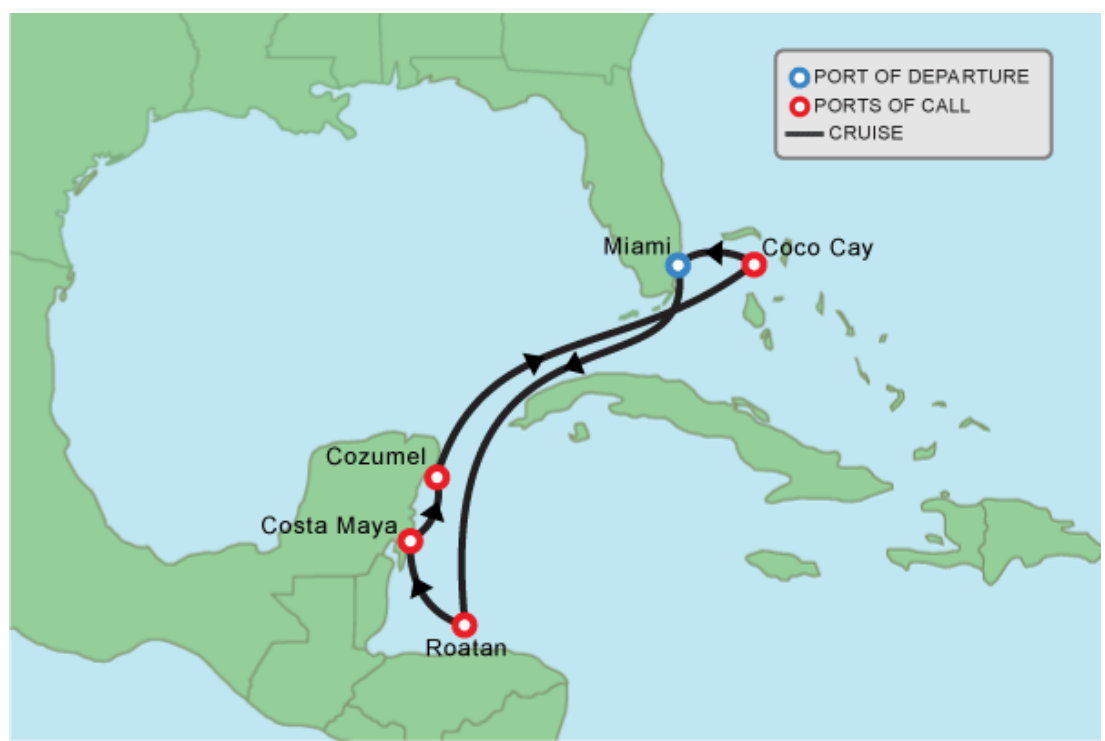 PORT OF DEPARTURE
PORTS OF CALL
CRUISE
Miami
Coco Cay
Cozumel
Costa Maya
Roatan